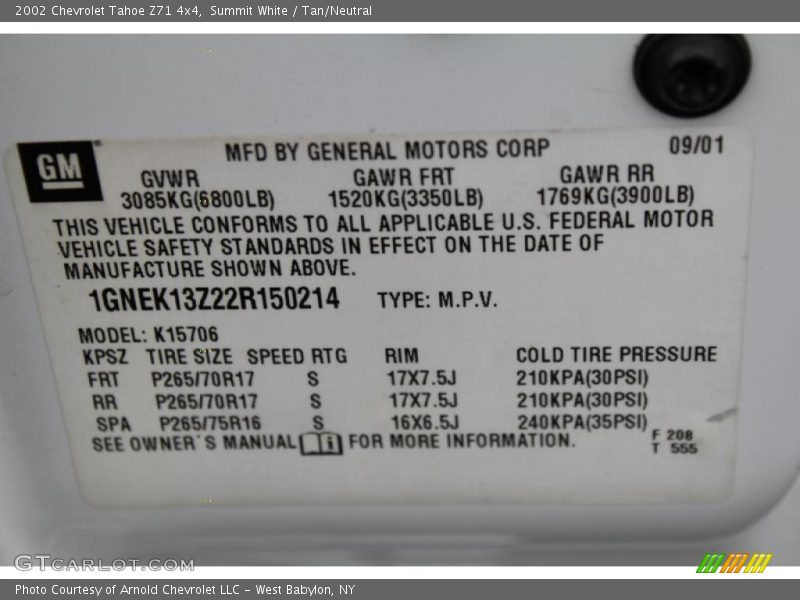 2002 Chevrolet Tahoe Z71 4x4, Summit White / Tan/Neutral
GM
MFD BY GENERAL MOTORS CORP 09/01
GVWR GAWR FRT GAWR RR
3085KG(6800LB) 1520KG(3350LB) 1769KG(3900LB)
THIS VEHICLE CONFORMS TO ALL APPLICABLE U.S. FEDERAL MOTOR
VEHICLE SAFETY STANDARDS IN EFFECT ON THE DATE OF
MANUFACTURE SHOWN ABOVE.
1GNEK13Z22R150214 TYPE: M.P.V.
MODEL: K15706
KPSZ TIRE SIZE SPEED RTG RIM COLD TIRE PRESSURE
FRT P265/70R17 S 17X7.5J 210KPA(30PSI)
RR P265/70R17 S 17X7.5J 210KPA(30PSI)
SPA P265/75R16 S 16X6.5J 240KPA(35PSI)
SEE OWNER'S MANUAL FOR MORE INFORMATION.
F 208
T 555
GTCARLOT.COM
Photo Courtesy of Arnold Chevrolet LLC - West Babylon, NY